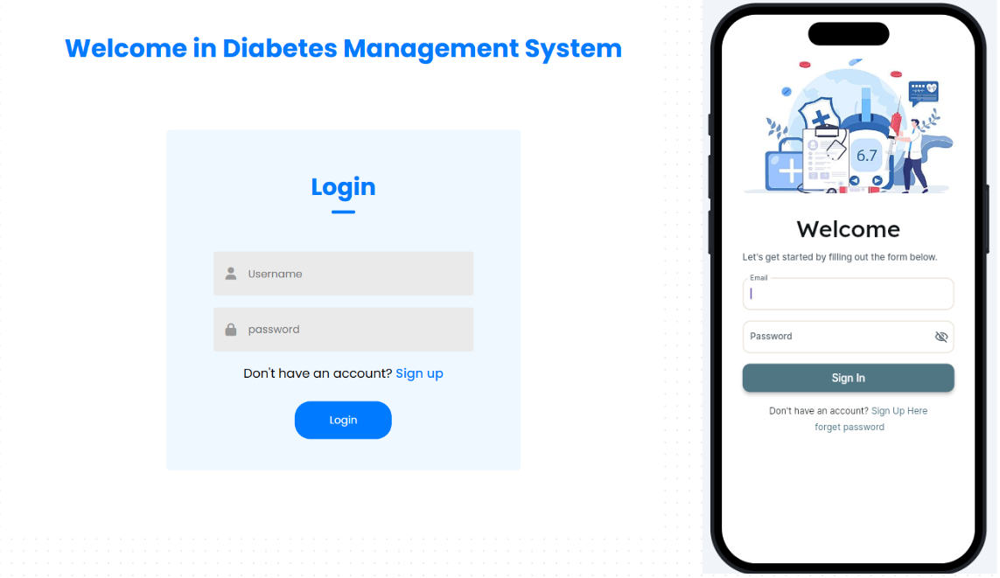 Welcome in Diabetes Management System
Login
Username
password
Don't have an account? Sign up
Login
6.7
Welcome
Let's get started by filling out the form below.
Email
Password
Sign In
Don't have an account? Sign Up Here
forget password